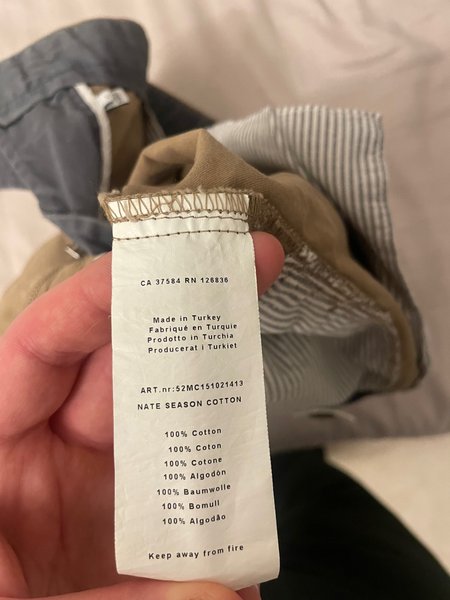 CA 37584 RN 126836
Made in Turkey
Fabriqué en Turquie
Prodotto in Turchia
Producerat i Turkiet
ART.nr:52MC151021413
NATE SEASON COTTON
100% Cotton
100% Coton
100% Cotone
100% Algodón
100% Baumwolle
100% Bomull
100% Algodão
Keep away from fire